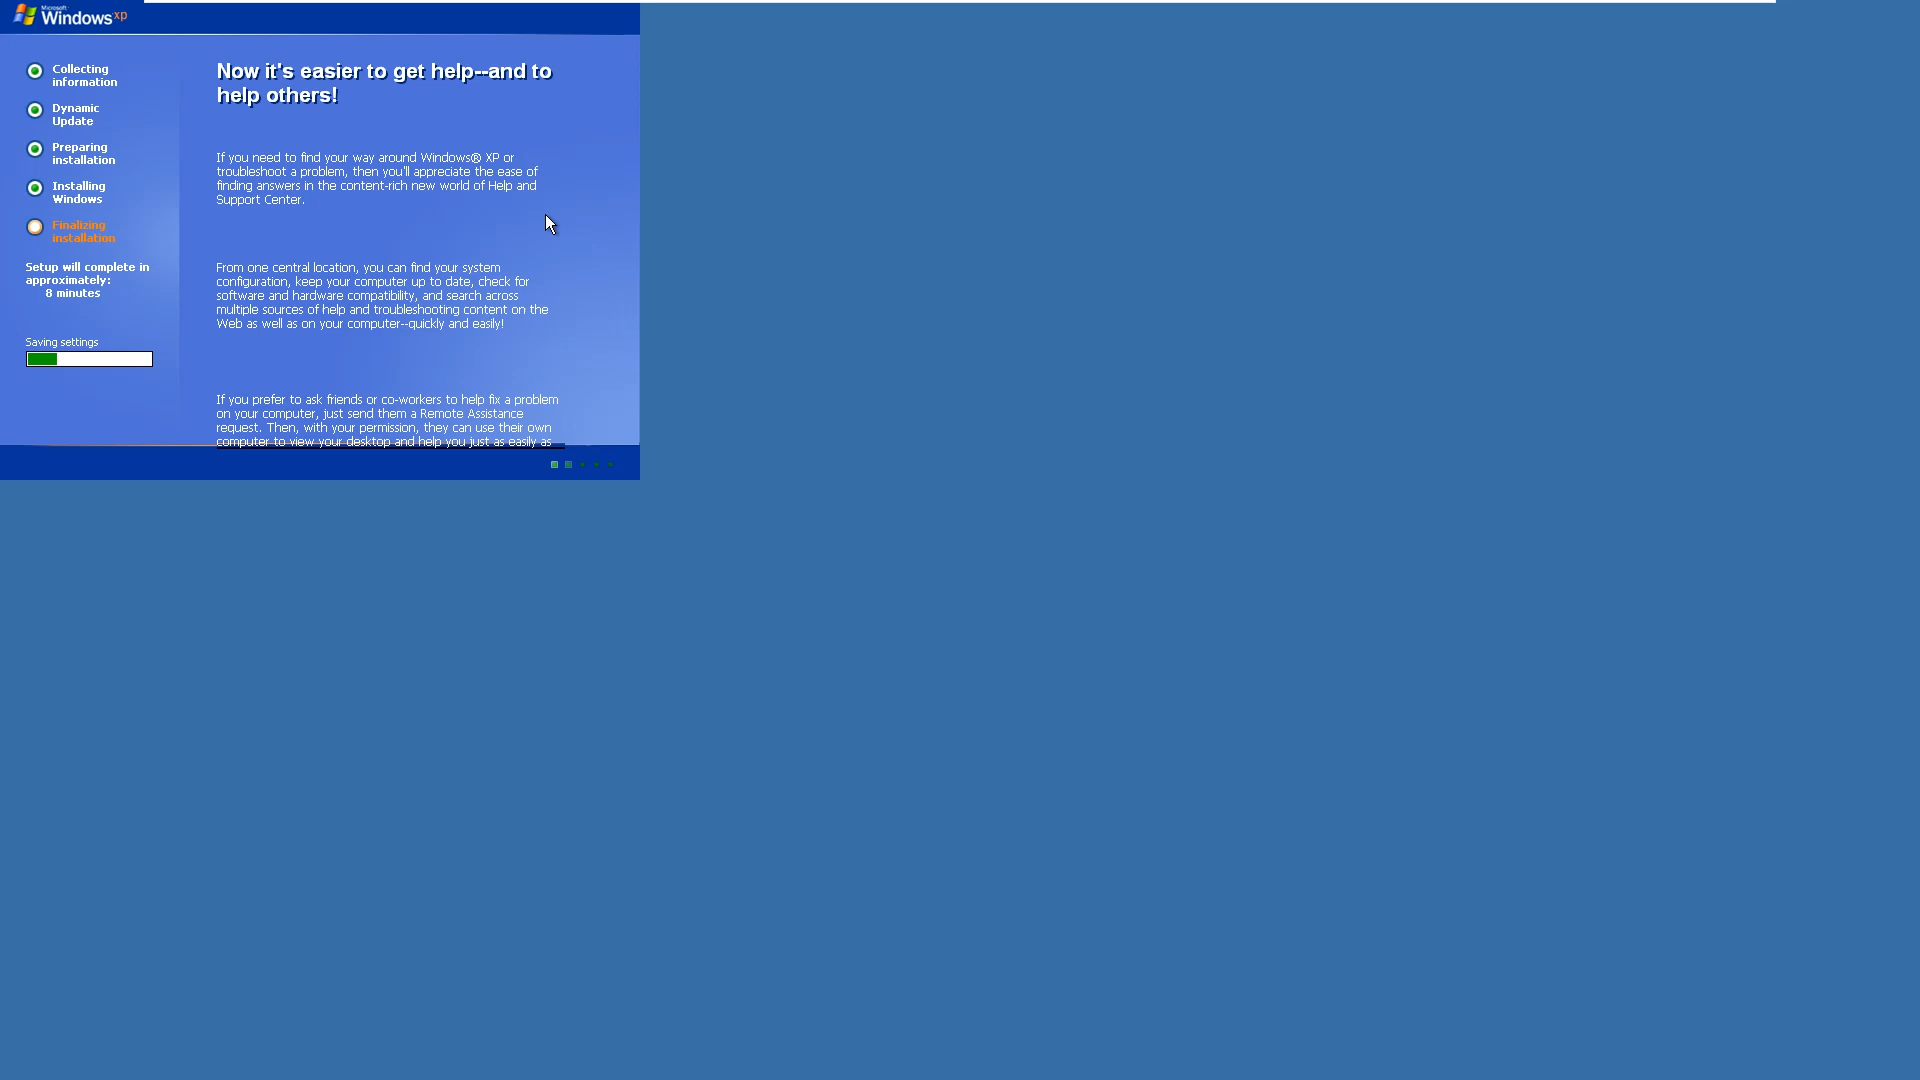 Microsoft
Windows xp
Collecting
information
Dynamic
Update
Preparing
installation
Installing
Windows
Finalizing
installation
Setup will complete in
approximately:
8 minutes
Saving settings
Now it's easier to get help--and to
help others!
If you need to find your way around Windows® XP or
troubleshoot a problem, then you'll appreciate the ease of
finding answers in the content-rich new world of Help and
Support Center.
From one central location, you can find your system
configuration, keep your computer up to date, check for
software and hardware compatibility, and search across
multiple sources of help and troubleshooting content on the
Web as well as on your computer--quickly and easily!
If you prefer to ask friends or co-workers to help fix a problem
on your computer, just send them a Remote Assistance
request. Then, with your permission, they can use their own
computer to view your desktop and help you just as easily as